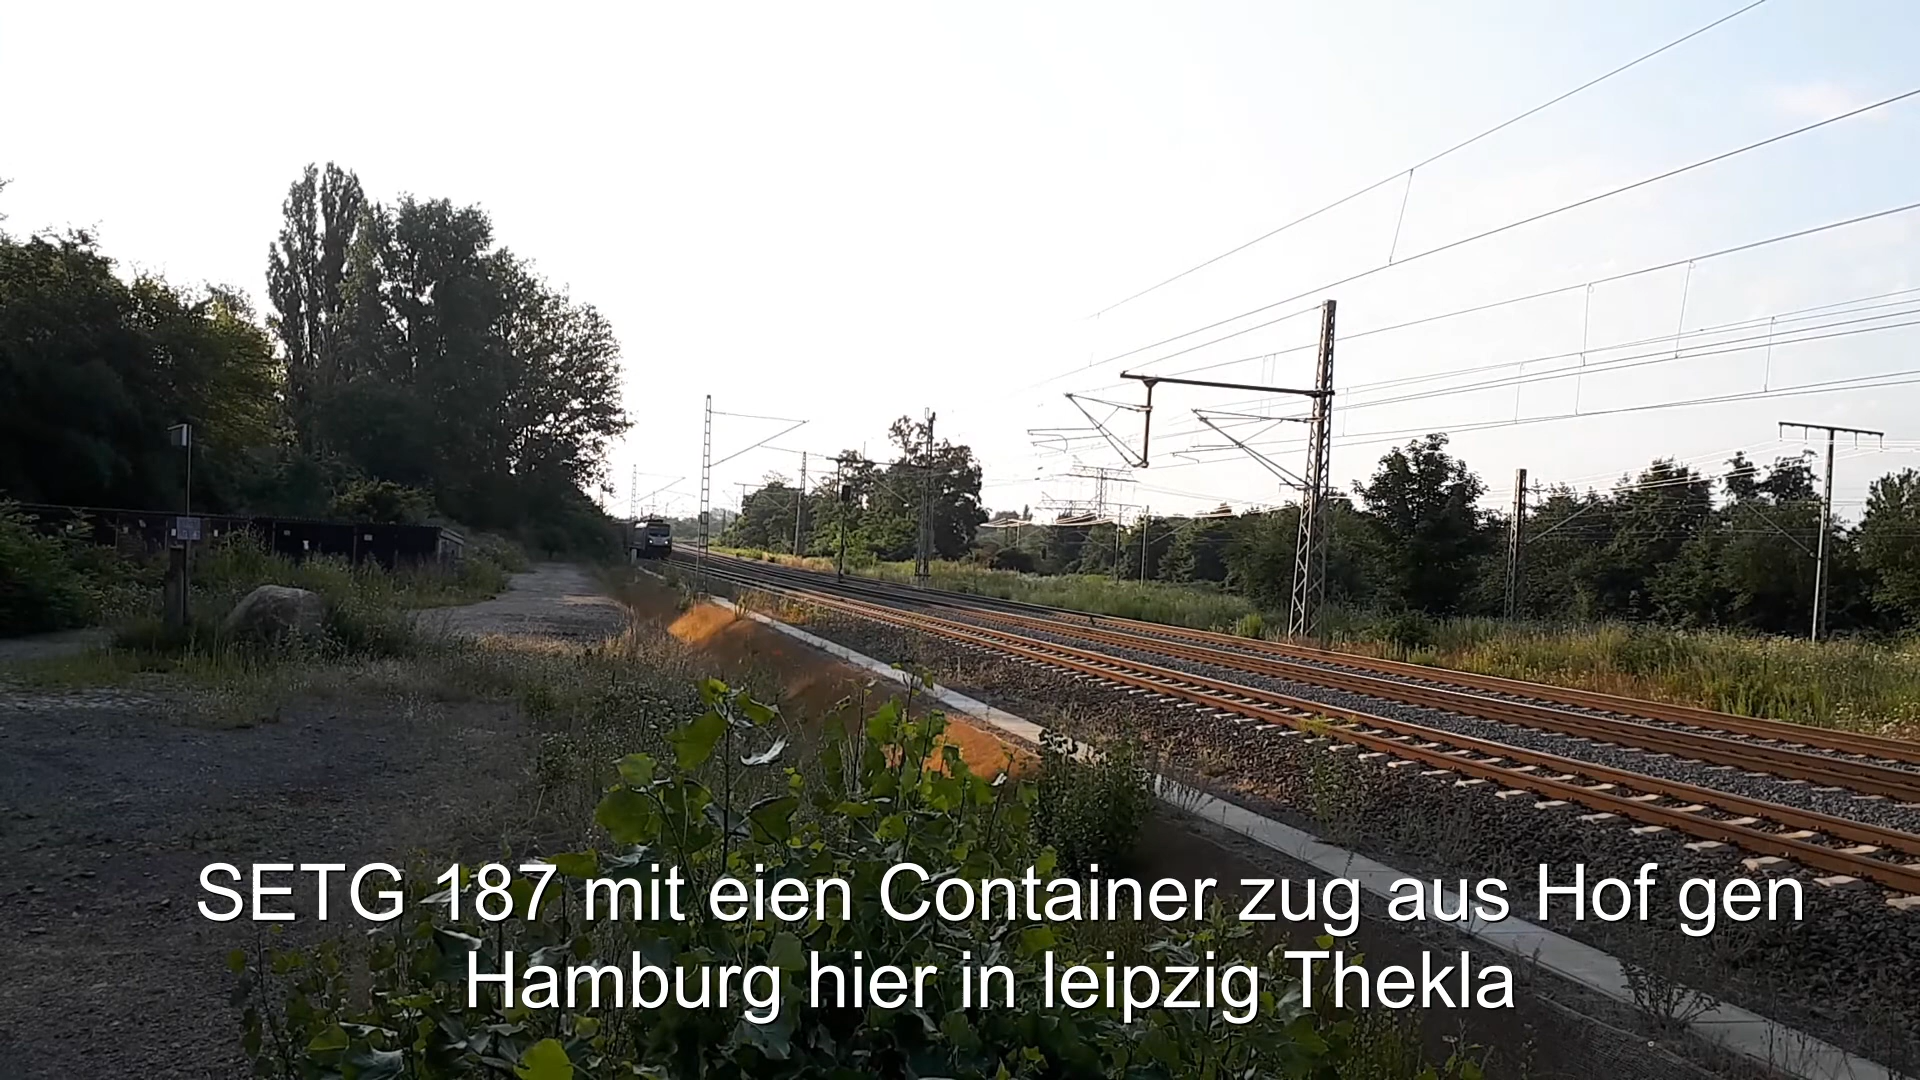 SETG 187 mit eien Container zug aus Hof gen
Hamburg hier in leipzig Thekla